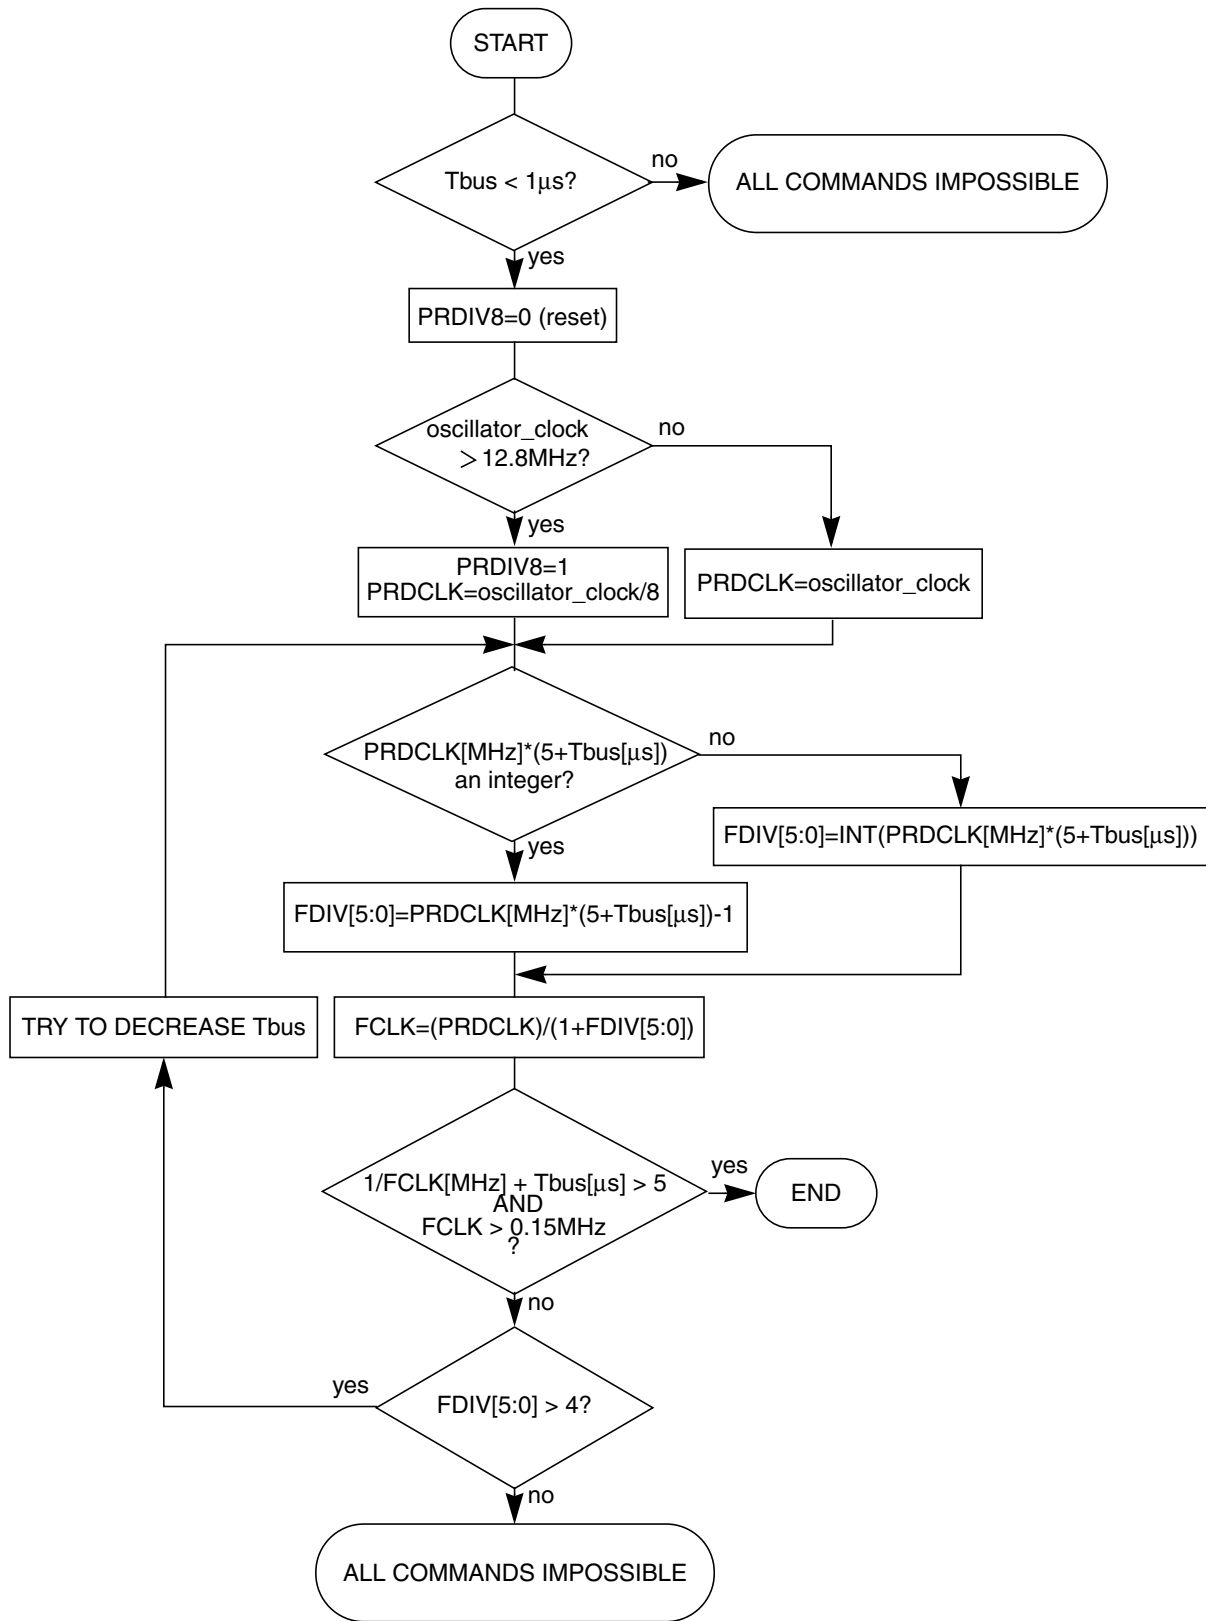 START
Tbus < 1μs?
no
ALL COMMANDS IMPOSSIBLE
yes
PRDIV8=0 (reset)
oscillator_clock
> 12.8MHz?
no
yes
PRDIV8=1
PRDCLK=oscillator_clock/8
PRDCLK=oscillator_clock
PRDCLK[MHz]*(5+Tbus[μs])
an integer?
no
yes
FDIV[5:0]=INT(PRDCLK[MHz]*(5+Tbus[μs]))
FDIV[5:0]=PRDCLK[MHz]*(5+Tbus[μs])-1
TRY TO DECREASE Tbus
FCLK=(PRDCLK)/(1+FDIV[5:0])
1/FCLK[MHz] + Tbus[μs] > 5
AND
FCLK > 0.15MHz
?
yes
END
no
yes
FDIV[5:0] > 4?
no
ALL COMMANDS IMPOSSIBLE